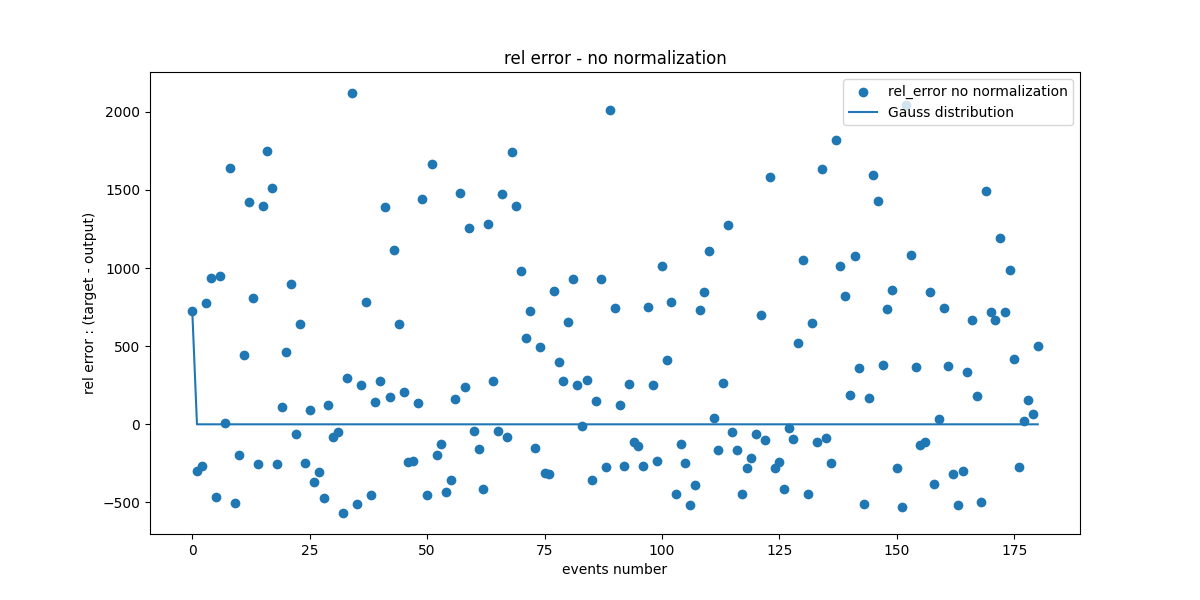 rel error - no normalization
rel_error no normalization
Gauss distribution
rel error : (target - output)
2000
1500
1000
500
0
−500
0 25 50 75 100 125 150 175
events number